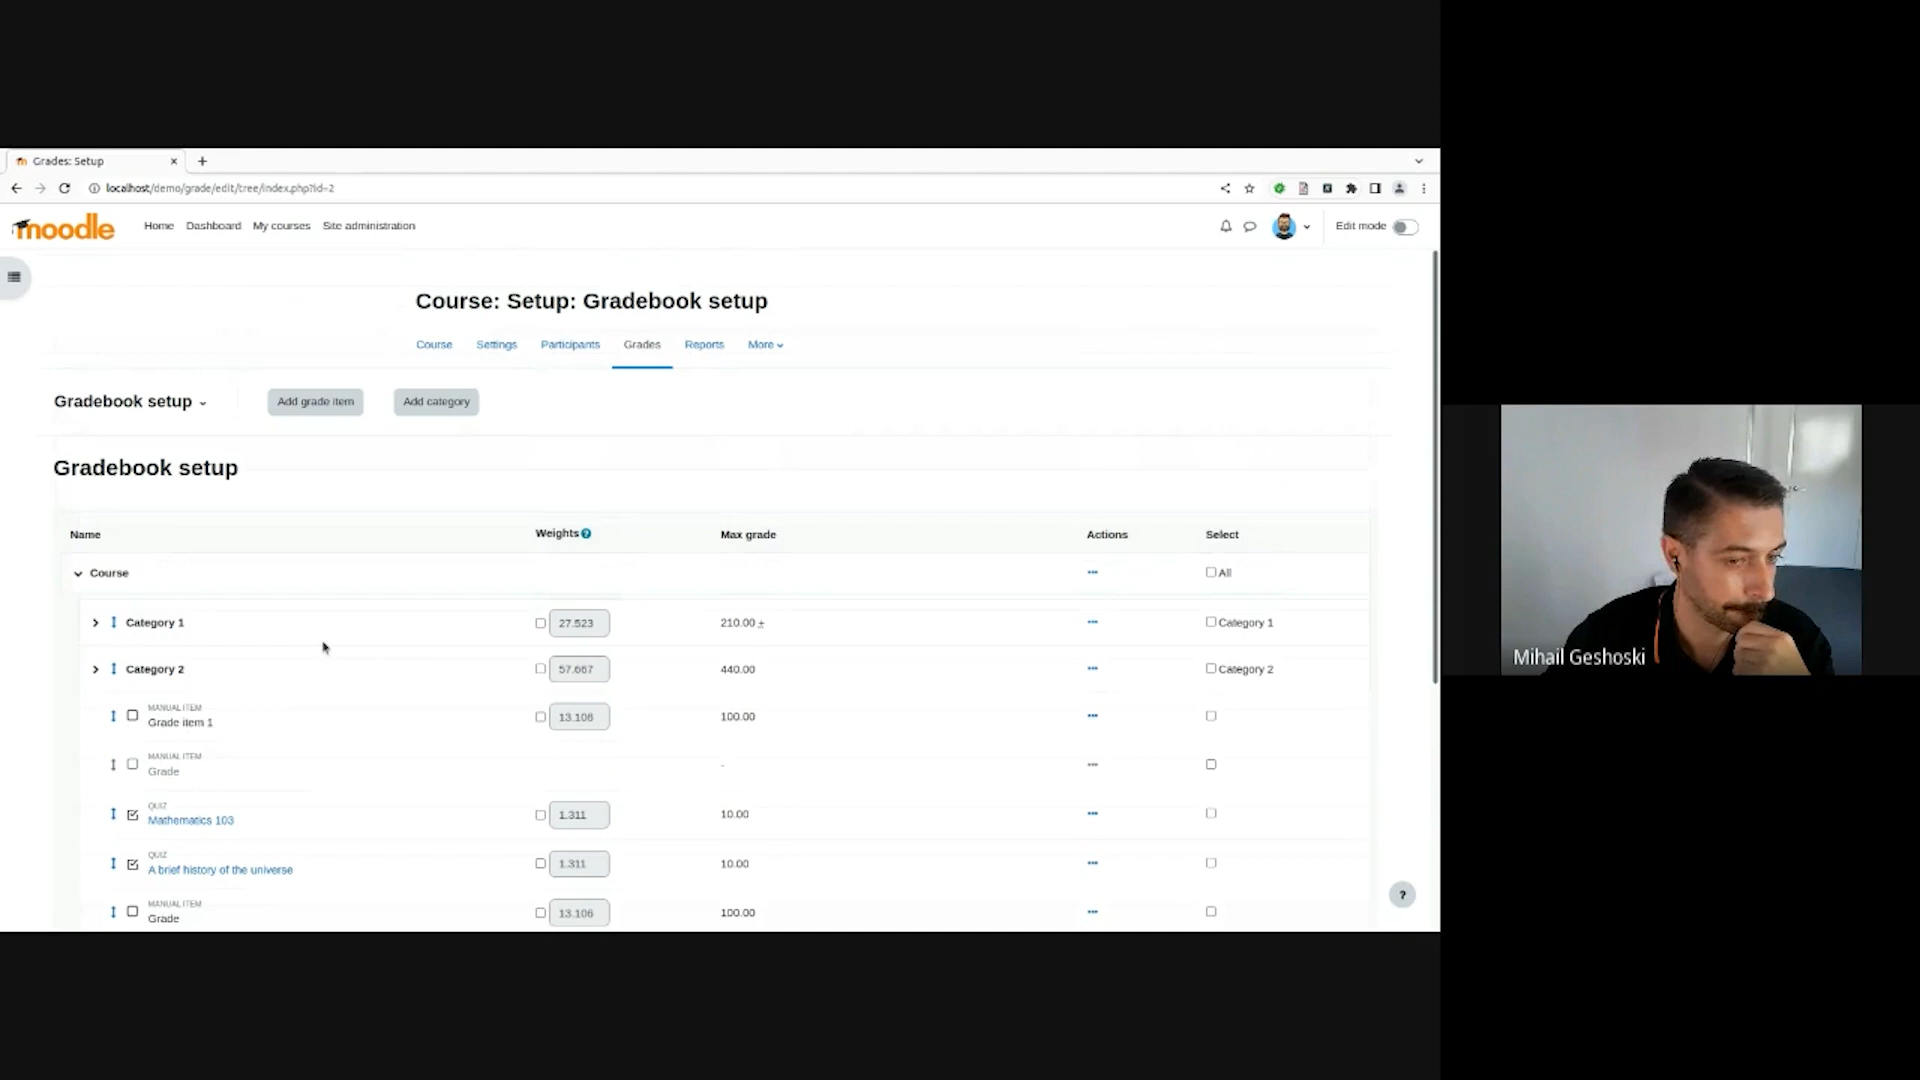 Grades: Setup
localhost/demo/grade/edit/tree/index.php?id=2
moodle Home Dashboard My courses Site administration Edit mode
Course: Setup: Gradebook setup
Course Settings Participants Grades Reports More
Gradebook setup Add grade item Add category
Gradebook setup
Name Weights ? Max grade Actions Select
Course All
Category 1 27.523 210.00 ± Category 1
Category 2 57.667 440.00 Category 2
MANUAL ITEM
Grade item 1 13.106 100.00
MANUAL ITEM
Grade -
QUIZ
Mathematics 103 1.311 10.00
QUIZ
A brief history of the universe 1.311 10.00
MANUAL ITEM
Grade 13.106 100.00
?
Mihail Geshoski